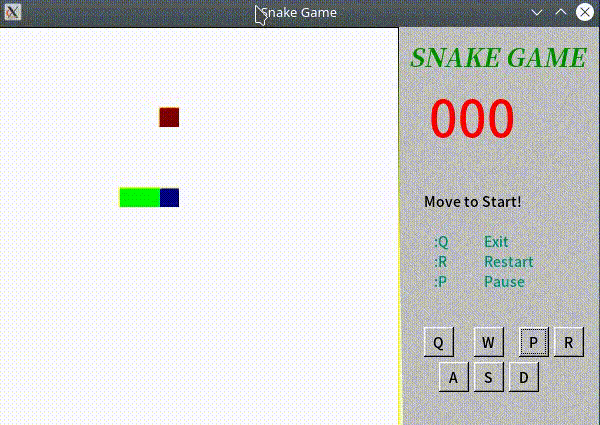 Snake Game
SNAKE GAME
000
Move to Start!
:Q Exit
:R Restart
:P Pause
Q W P R
A S D